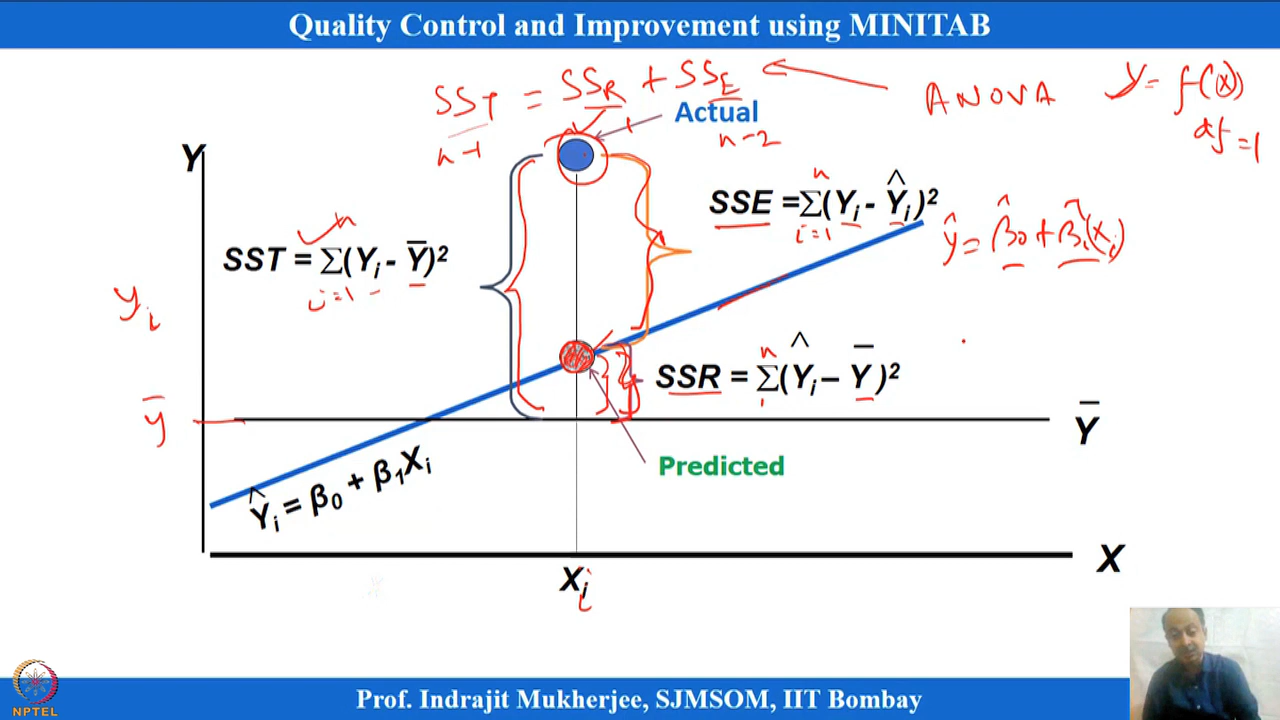 Quality Control and Improvement using MINITAB
SST = SSR + SSE
n-1
1
n-2
ANOVA
y = f(x)
df = 1
Y
Actual
SSE = Σ(Yi - Ŷi)²
n
i=1
ŷ = β̂0 + β̂1(xi)
SST = Σ(Yi - Ȳ)²
n
i=1
yi
SSR = Σ(Ŷi - Ȳ)²
n
1
ȳ
Ȳ
Predicted
Ŷi = β0 + β1Xi
Xi
i
X
NPTEL
Prof. Indrajit Mukherjee, SJMSOM, IIT Bombay